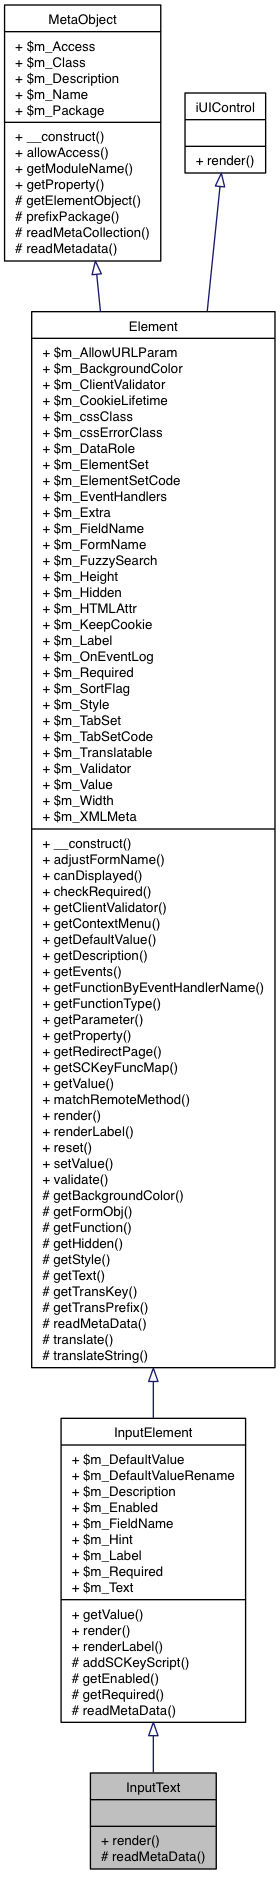 MetaObject
+ $m_Access
+ $m_Class
+ $m_Description
+ $m_Name
+ $m_Package
+ __construct()
+ allowAccess()
+ getModuleName()
+ getProperty()
# getElementObject()
# prefixPackage()
# readMetaCollection()
# readMetadata()
iUIControl
+ render()
Element
+ $m_AllowURLParam
+ $m_BackgroundColor
+ $m_ClientValidator
+ $m_CookieLifetime
+ $m_cssClass
+ $m_cssErrorClass
+ $m_DataRole
+ $m_ElementSet
+ $m_ElementSetCode
+ $m_EventHandlers
+ $m_Extra
+ $m_FieldName
+ $m_FormName
+ $m_FuzzySearch
+ $m_Height
+ $m_Hidden
+ $m_HTMLAttr
+ $m_KeepCookie
+ $m_Label
+ $m_OnEventLog
+ $m_Required
+ $m_SortFlag
+ $m_Style
+ $m_TabSet
+ $m_TabSetCode
+ $m_Translatable
+ $m_Validator
+ $m_Value
+ $m_Width
+ $m_XMLMeta
+ __construct()
+ adjustFormName()
+ canDisplayed()
+ checkRequired()
+ getClientValidator()
+ getContextMenu()
+ getDefaultValue()
+ getDescription()
+ getEvents()
+ getFunctionByEventHandlerName()
+ getFunctionType()
+ getParameter()
+ getProperty()
+ getRedirectPage()
+ getSCKeyFuncMap()
+ getValue()
+ matchRemoteMethod()
+ render()
+ renderLabel()
+ reset()
+ setValue()
+ validate()
# getBackgroundColor()
# getFormObj()
# getFunction()
# getHidden()
# getStyle()
# getText()
# getTransKey()
# getTransPrefix()
# readMetaData()
# translate()
# translateString()
InputElement
+ $m_DefaultValue
+ $m_DefaultValueRename
+ $m_Description
+ $m_Enabled
+ $m_FieldName
+ $m_Hint
+ $m_Label
+ $m_Required
+ $m_Text
+ getValue()
+ render()
+ renderLabel()
# addSCKeyScript()
# getEnabled()
# getRequired()
# readMetaData()
InputText
+ render()
# readMetaData()